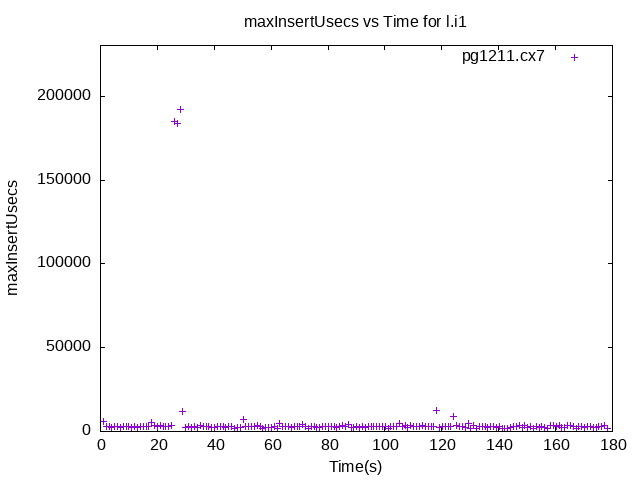 maxInsertUsecs vs Time for l.i1
pg1211.cx7
200000
150000
100000
50000
0
maxInsertUsecs
0 20 40 60 80 100 120 140 160 180
Time(s)